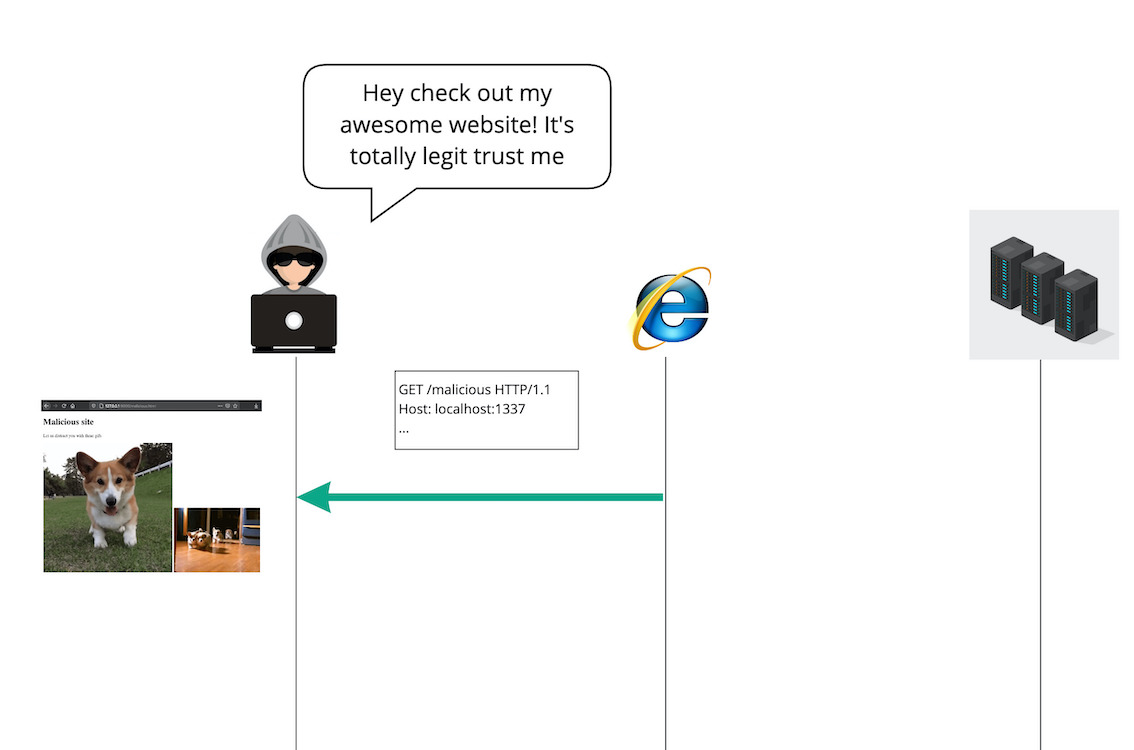 Hey check out my
awesome website! It's
totally legit trust me
GET /malicious HTTP/1.1
Host: localhost:1337
...
Malicious site
Let us distract you with these gifs